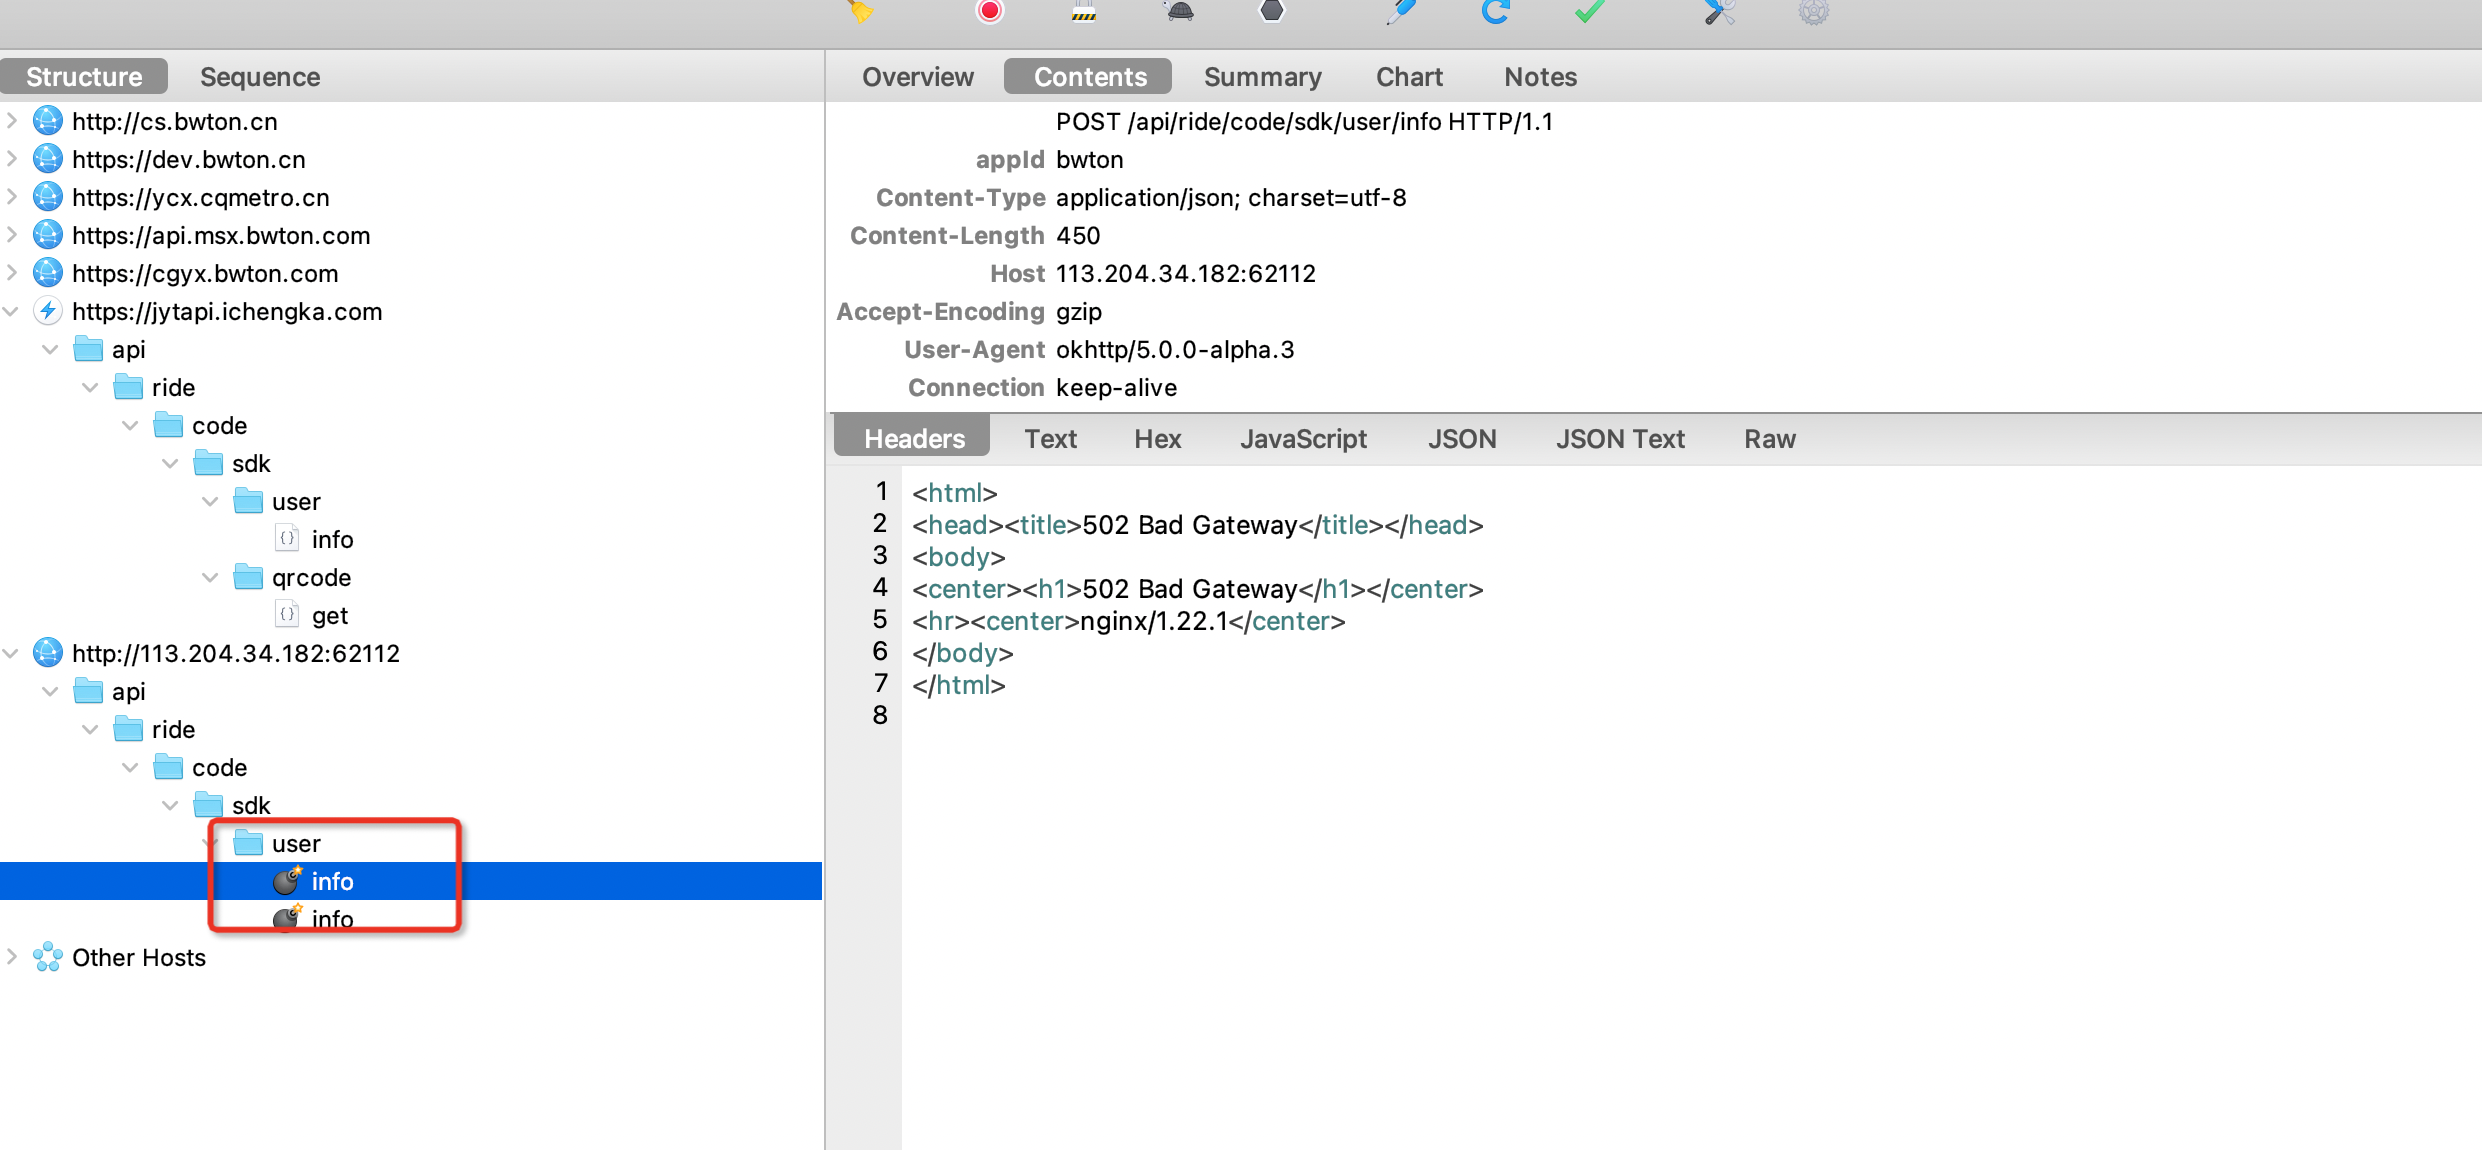 Structure Sequence
http://cs.bwton.cn
https://dev.bwton.cn
https://ycx.cqmetro.cn
https://api.msx.bwton.com
https://cgyx.bwton.com
https://jytapi.ichengka.com
api
ride
code
sdk
user
info
qrcode
get
http://113.204.34.182:62112
api
ride
code
sdk
user
info
info
Other Hosts
Overview Contents Summary Chart Notes
POST /api/ride/code/sdk/user/info HTTP/1.1
appId bwton
Content-Type application/json; charset=utf-8
Content-Length 450
Host 113.204.34.182:62112
Accept-Encoding gzip
User-Agent okhttp/5.0.0-alpha.3
Connection keep-alive
Headers Text Hex JavaScript JSON JSON Text Raw
1 <html>
2 <head><title>502 Bad Gateway</title></head>
3 <body>
4 <center><h1>502 Bad Gateway</h1></center>
5 <hr><center>nginx/1.22.1</center>
6 </body>
7 </html>
8